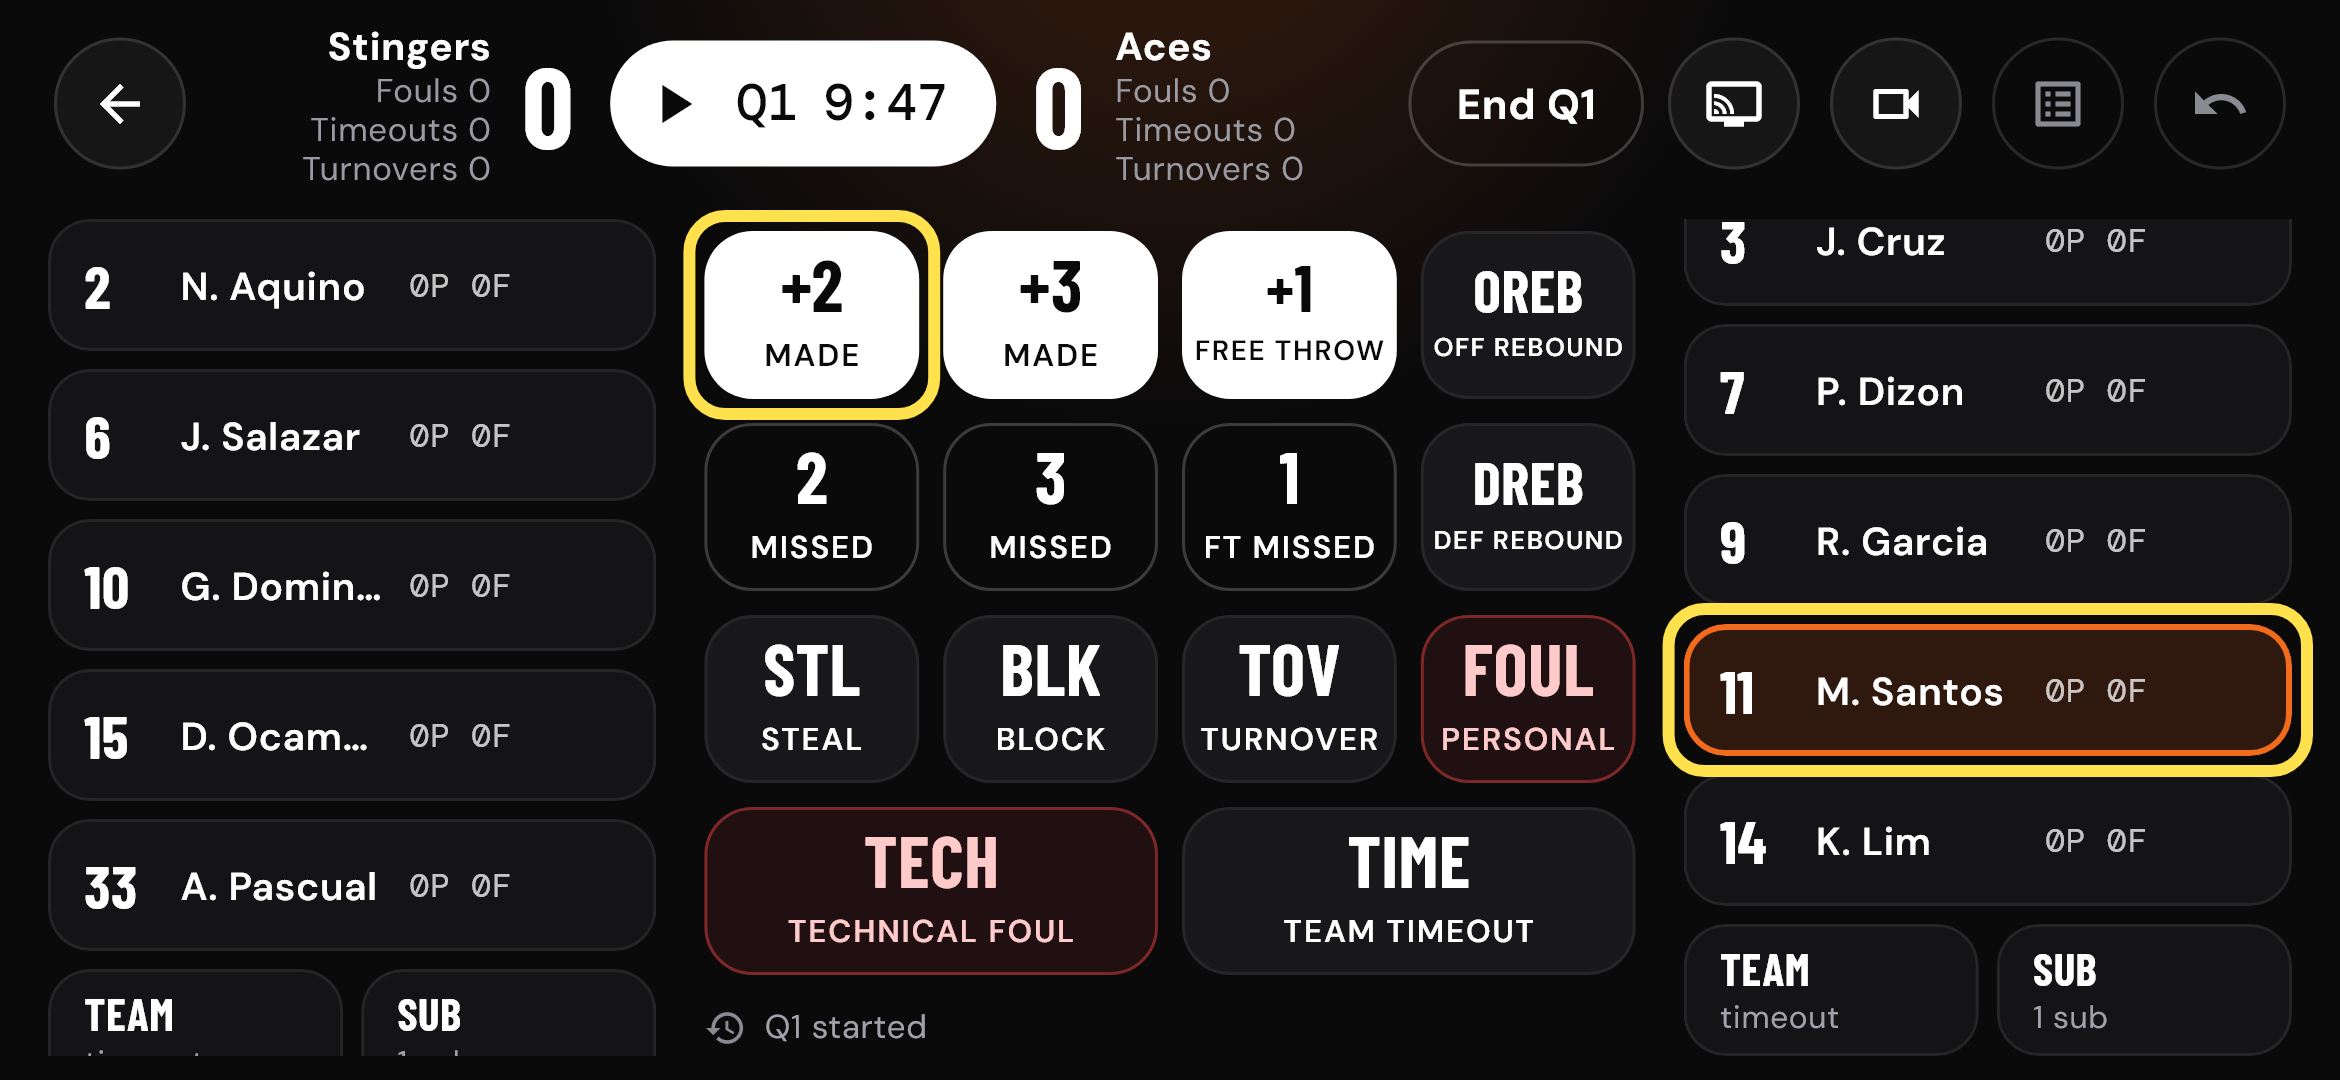 Stingers
Fouls 0
Timeouts 0
Turnovers 0
0
Q1 9:47
0
Aces
Fouls 0
Timeouts 0
Turnovers 0
End Q1
2 N. Aquino 0P 0F
6 J. Salazar 0P 0F
10 G. Domin... 0P 0F
15 D. Ocam... 0P 0F
33 A. Pascual 0P 0F
TEAM
SUB
+2
MADE
+3
MADE
+1
FREE THROW
OREB
OFF REBOUND
2
MISSED
3
MISSED
1
FT MISSED
DREB
DEF REBOUND
STL
STEAL
BLK
BLOCK
TOV
TURNOVER
FOUL
PERSONAL
TECH
TECHNICAL FOUL
TIME
TEAM TIMEOUT
Q1 started
3 J. Cruz 0P 0F
7 P. Dizon 0P 0F
9 R. Garcia 0P 0F
11 M. Santos 0P 0F
14 K. Lim 0P 0F
TEAM
timeout
SUB
1 sub